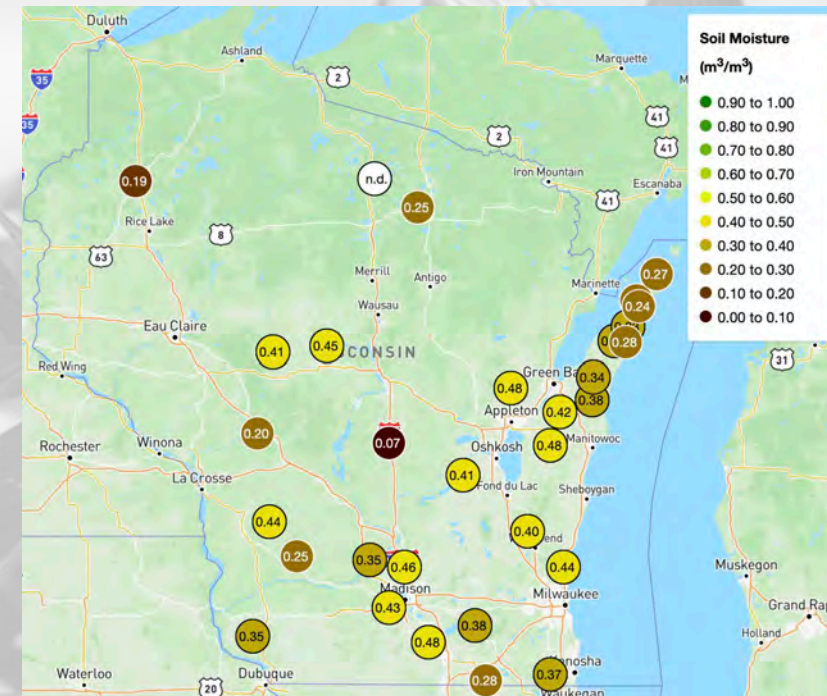 Duluth
Ashland
Marquette
2
35
41
35
2
41
Iron Mountain
Escanaba
n.d.
0.19
41
0.25
Rice Lake
8
63
0.27
Merrill
Antigo
Marinette
0.24
Wausau
Eau Claire
0.28
0.45
0.41
CONSIN
31
Red Wing
0.34
Green Ba
0.48
0.38
0.42
Appleton
0.20
0.07
Rochester
Winona
Oshkosh
0.48
Manitowoc
0.41
La Crosse
Fond du Lac
Sheboygan
0.44
0.40
end
0.25
0.35
0.46
0.44
Muskegon
Madison
Milwaukee
0.43
Grand Rap
0.38
0.35
0.48
Holland
Waterloo
Dubuque
0.28
0.37
nosha
20
Waukegan
Soil Moisture
(m³/m³)
0.90 to 1.00
0.80 to 0.90
0.70 to 0.80
0.60 to 0.70
0.50 to 0.60
0.40 to 0.50
0.30 to 0.40
0.20 to 0.30
0.10 to 0.20
0.00 to 0.10